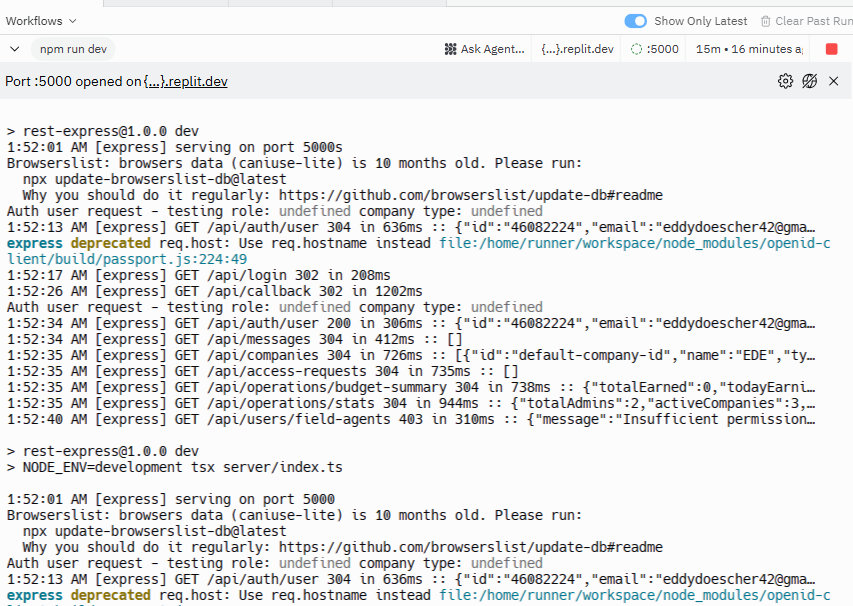 Workflows
Show Only Latest
Clear Past Run
npm run dev
Ask Agent...
{...}.replit.dev
:5000
15m • 16 minutes a
Port :5000 opened on {...}.replit.dev
> rest-express@1.0.0 dev
1:52:01 AM [express] serving on port 5000s
Browserslist: browsers data (caniuse-lite) is 10 months old. Please run:
npx update-browserslist-db@latest
Why you should do it regularly: https://github.com/browserslist/update-db#readme
Auth user request - testing role: undefined company type: undefined
1:52:13 AM [express] GET /api/auth/user 304 in 636ms :: {"id":"46082224","email":"eddydoescher42@gma…
express deprecated req.host: Use req.hostname instead file:/home/runner/workspace/node_modules/openid-c
lient/build/passport.js:224:49
1:52:17 AM [express] GET /api/login 302 in 208ms
1:52:26 AM [express] GET /api/callback 302 in 1202ms
Auth user request - testing role: undefined company type: undefined
1:52:34 AM [express] GET /api/auth/user 200 in 306ms :: {"id":"46082224","email":"eddydoescher42@gma…
1:52:34 AM [express] GET /api/messages 304 in 412ms :: []
1:52:35 AM [express] GET /api/companies 304 in 726ms :: [{"id":"default-company-id","name":"EDE","ty…
1:52:35 AM [express] GET /api/access-requests 304 in 735ms :: []
1:52:35 AM [express] GET /api/operations/budget-summary 304 in 738ms :: {"totalEarned":0,"todayEarni…
1:52:35 AM [express] GET /api/operations/stats 304 in 944ms :: {"totalAdmins":2,"activeCompanies":3,…
1:52:40 AM [express] GET /api/users/field-agents 403 in 310ms :: {"message":"Insufficient permission…
> rest-express@1.0.0 dev
> NODE_ENV=development tsx server/index.ts
1:52:01 AM [express] serving on port 5000
Browserslist: browsers data (caniuse-lite) is 10 months old. Please run:
npx update-browserslist-db@latest
Why you should do it regularly: https://github.com/browserslist/update-db#readme
Auth user request - testing role: undefined company type: undefined
1:52:13 AM [express] GET /api/auth/user 304 in 636ms :: {"id":"46082224","email":"eddydoescher42@gma…
express deprecated req.host: Use req.hostname instead file:/home/runner/workspace/node_modules/openid-c